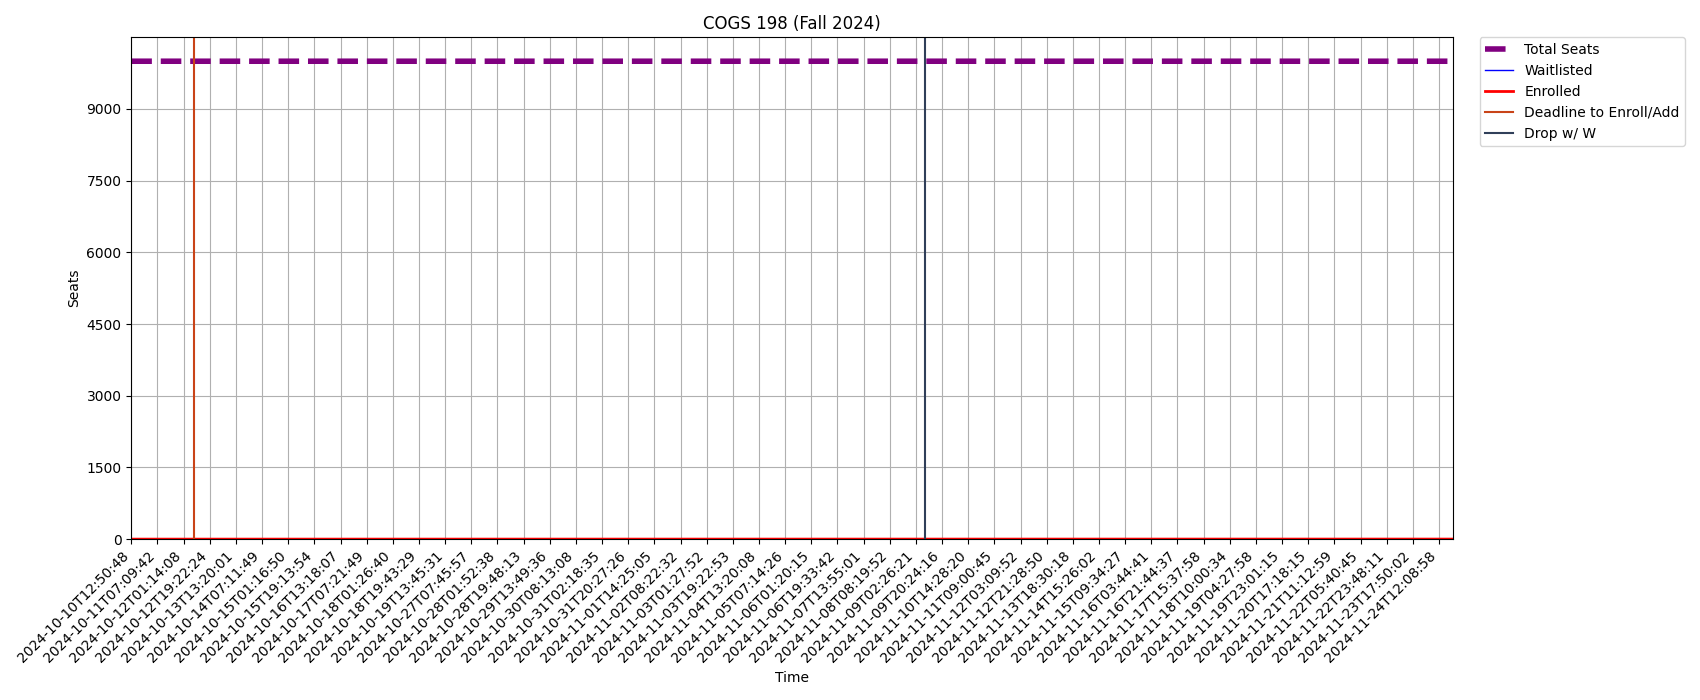 COGS 198 (Fall 2024)
Total Seats
Waitlisted
Enrolled
Deadline to Enroll/Add
Drop w/ W
9000
7500
6000
4500
3000
1500
0
Seats
2024-10-10T12:50:48
2024-10-11T07:09:42
2024-10-12T01:14:08
2024-10-12T19:22:24
2024-10-13T13:20:01
2024-10-14T07:11:49
2024-10-15T01:16:50
2024-10-15T19:13:54
2024-10-16T13:18:07
2024-10-17T07:21:49
2024-10-18T01:26:40
2024-10-18T19:43:29
2024-10-19T13:45:31
2024-10-27T07:45:57
2024-10-28T01:52:38
2024-10-28T19:48:13
2024-10-29T13:49:36
2024-10-30T08:13:08
2024-10-31T02:18:35
2024-10-31T20:27:26
2024-11-01T14:25:05
2024-11-02T08:22:32
2024-11-03T01:27:52
2024-11-03T19:22:53
2024-11-04T13:20:08
2024-11-05T07:14:26
2024-11-06T01:20:15
2024-11-06T19:33:42
2024-11-07T13:55:01
2024-11-08T08:19:52
2024-11-09T02:26:21
2024-11-09T20:24:16
2024-11-10T14:28:20
2024-11-11T09:00:45
2024-11-12T03:09:52
2024-11-12T21:28:50
2024-11-13T18:30:18
2024-11-14T15:26:02
2024-11-15T09:34:27
2024-11-16T03:44:41
2024-11-16T21:44:37
2024-11-17T15:37:58
2024-11-18T10:00:34
2024-11-19T04:27:58
2024-11-19T23:01:15
2024-11-20T17:18:15
2024-11-21T11:12:59
2024-11-22T05:40:45
2024-11-22T23:48:11
2024-11-23T17:50:02
2024-11-24T12:08:58
Time